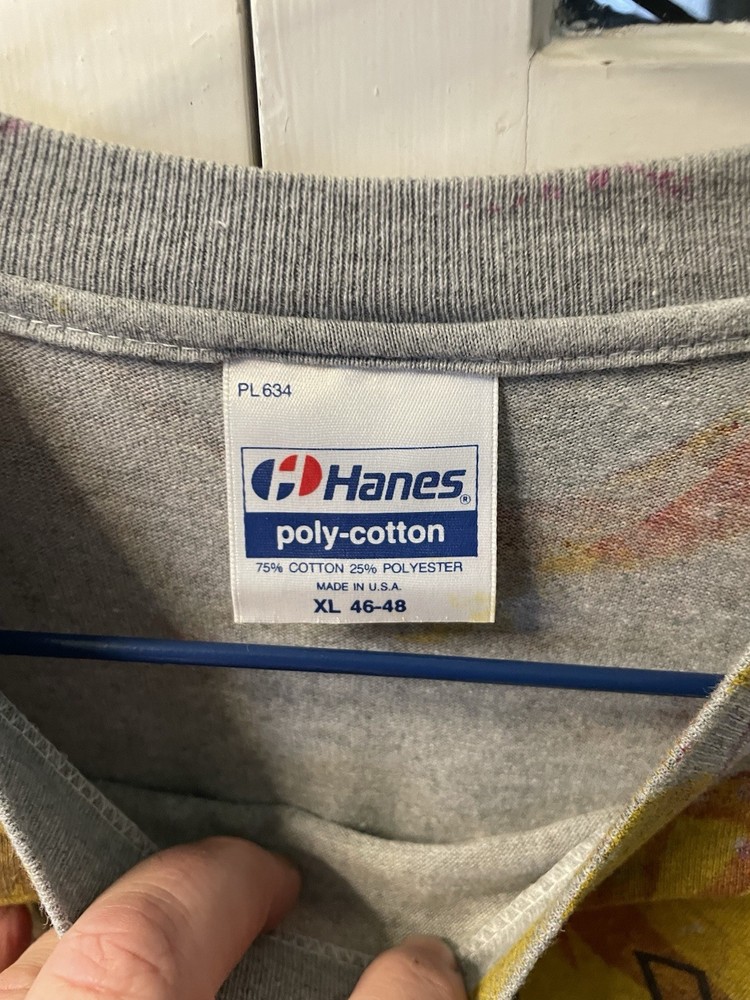 PL634
Hanes®
poly-cotton
75% COTTON 25% POLYESTER
MADE IN U.S.A.
XL 46-48